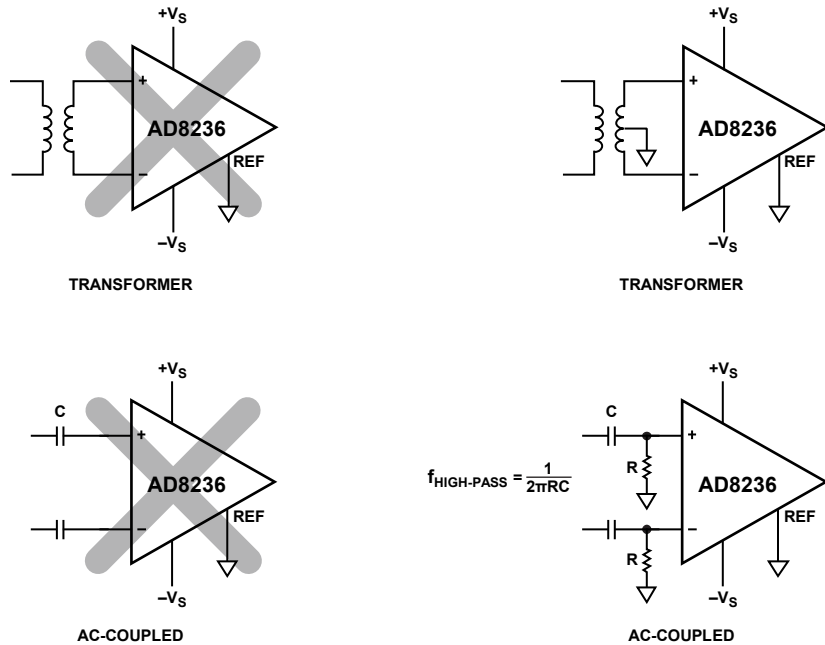 +VS
+
AD8236
REF
−
−VS
TRANSFORMER
+VS
+
AD8236
REF
−
−VS
TRANSFORMER
+VS
C
+
AD8236
REF
−
−VS
AC-COUPLED
+VS
C
+
R
fHIGH-PASS = 1/2πRC
AD8236
REF
−
R
−VS
AC-COUPLED